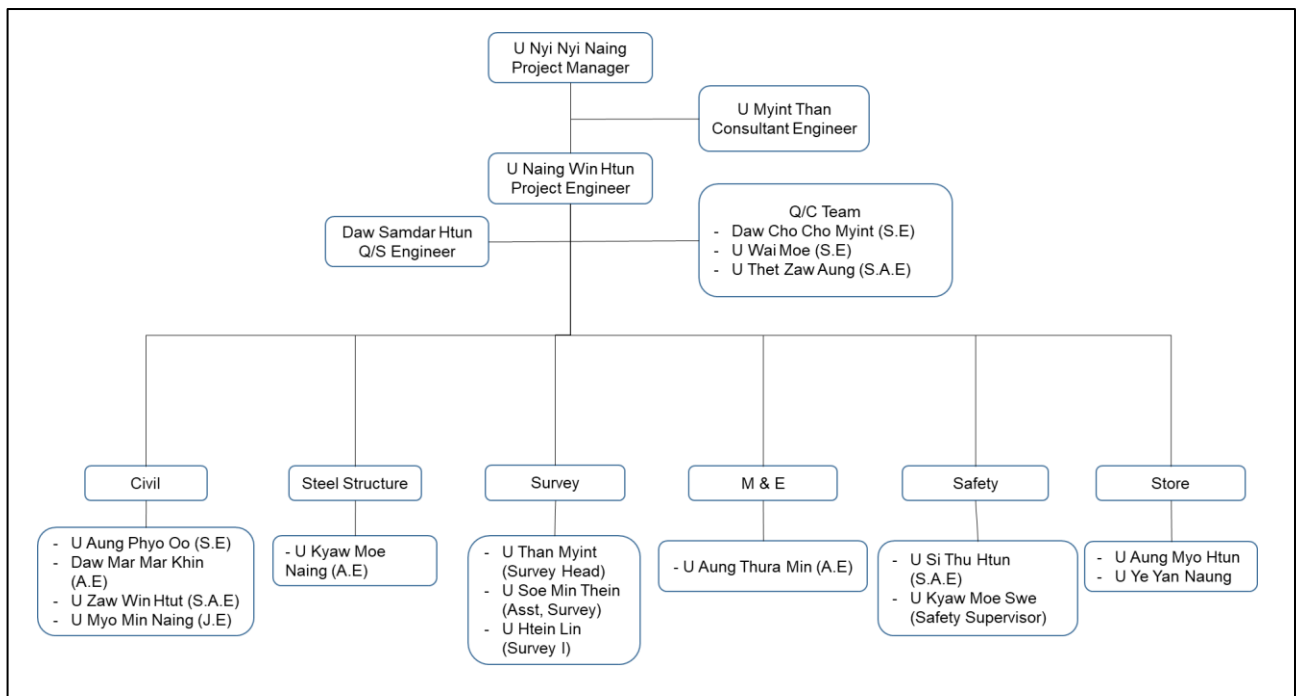 U Nyi Nyi Naing
Project Manager
U Myint Than
Consultant Engineer
U Naing Win Htun
Project Engineer
Daw Samdar Htun
Q/S Engineer
Q/C Team
- Daw Cho Cho Myint (S.E)
- U Wai Moe (S.E)
- U Thet Zaw Aung (S.A.E)
Civil
- U Aung Phyo Oo (S.E)
- Daw Mar Mar Khin
(A.E)
- U Zaw Win Htut (S.A.E)
- U Myo Min Naing (J.E)
Steel Structure
- U Kyaw Moe
Naing (A.E)
Survey
- U Than Myint
(Survey Head)
- U Soe Min Thein
(Asst, Survey)
- U Htein Lin
(Survey I)
M & E
- U Aung Thura Min (A.E)
Safety
- U Si Thu Htun
(S.A.E)
- U Kyaw Moe Swe
(Safety Supervisor)
Store
- U Aung Myo Htun
- U Ye Yan Naung